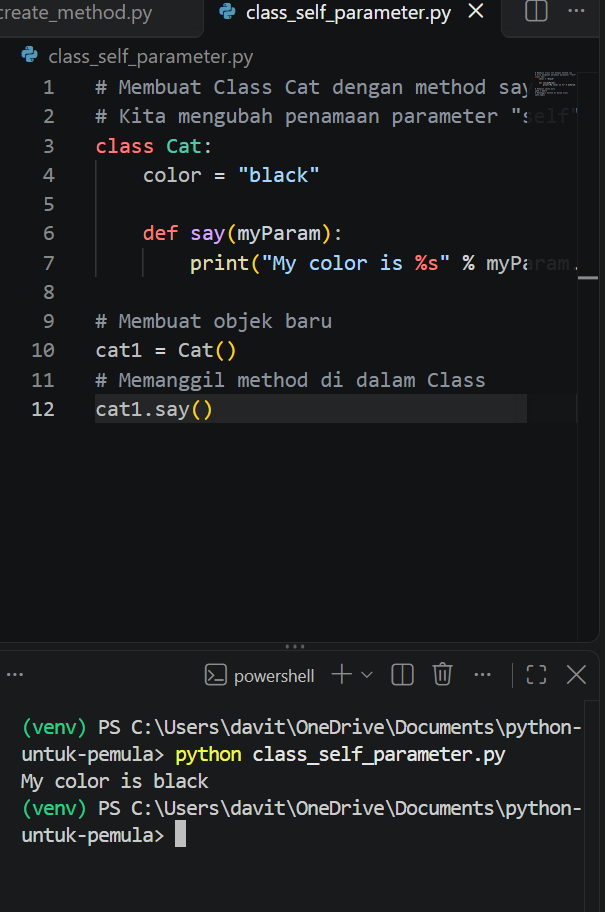 create_method.py
class_self_parameter.py
class_self_parameter.py
1 # Membuat Class Cat dengan method say
2 # Kita mengubah penamaan parameter "self"
3 class Cat:
4 color = "black"
5
6 def say(myParam):
7 print("My color is %s" % myParam.
8
9 # Membuat objek baru
10 cat1 = Cat()
11 # Memanggil method di dalam Class
12 cat1.say()
powershell
(venv) PS C:\Users\davit\OneDrive\Documents\python-
untuk-pemula> python class_self_parameter.py
My color is black
(venv) PS C:\Users\davit\OneDrive\Documents\python-
untuk-pemula>